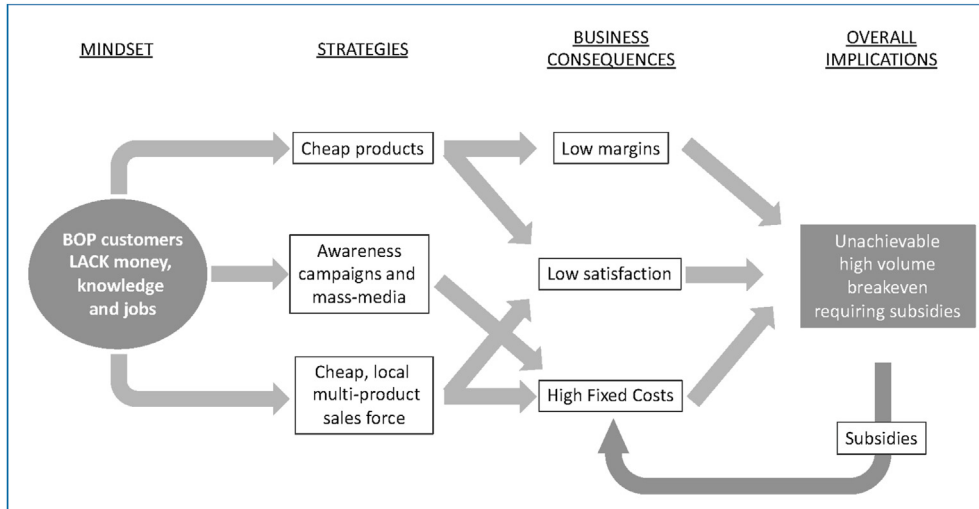 MINDSET
STRATEGIES
BUSINESS
CONSEQUENCES
OVERALL
IMPLICATIONS
Cheap products
Low margins
BOP customers
LACK money,
knowledge
and jobs
Awareness
campaigns and
mass-media
Low satisfaction
Unachievable
high volume
breakeven
requiring subsidies
Cheap, local
multi-product
sales force
High Fixed Costs
Subsidies